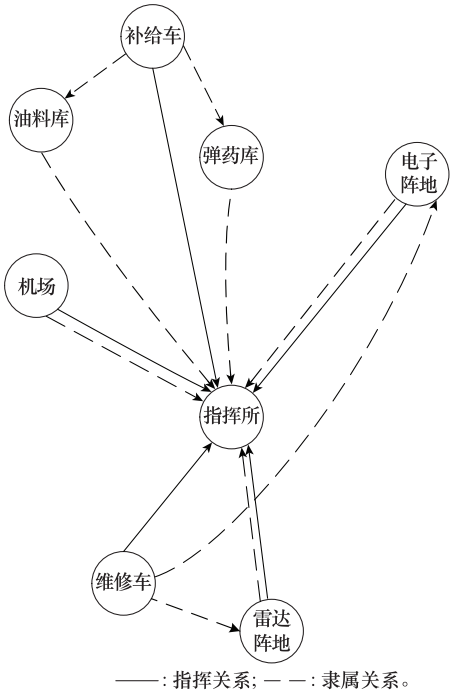 补给车
油料库
弹药库
电子
阵地
机场
指挥所
维修车
雷达
阵地
——: 指挥关系; — —: 隶属关系。